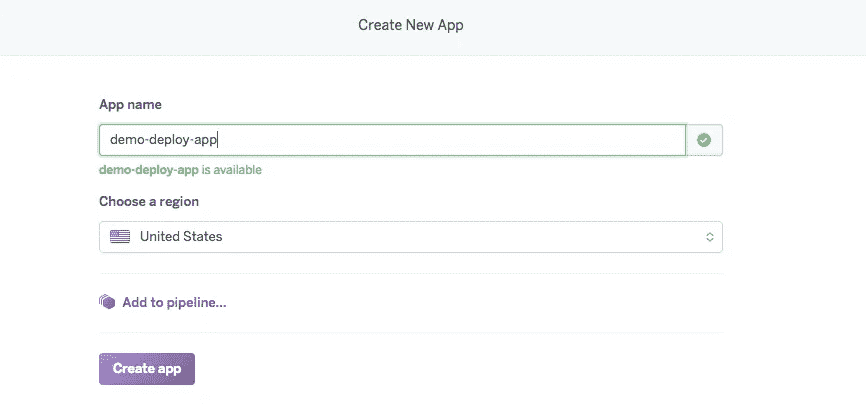 Create New App
App name
demo-deploy-app
demo-deploy-app is available
Choose a region
United States
Add to pipeline...
Create app